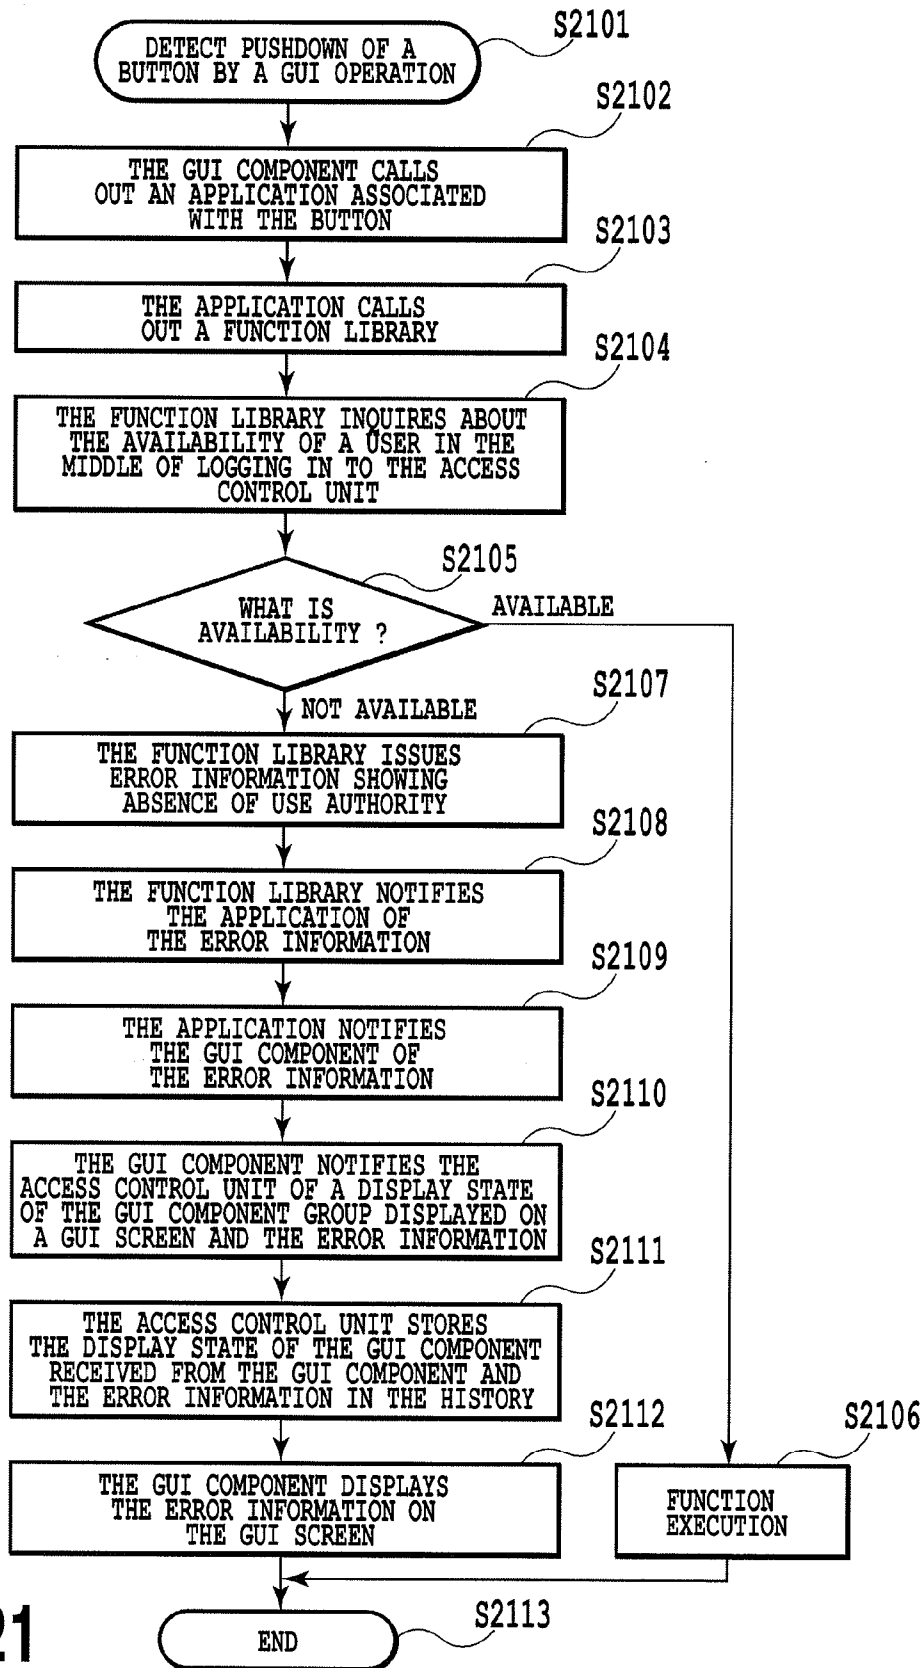 S2101
DETECT PUSHDOWN OF A
BUTTON BY A GUI OPERATION
S2102
THE GUI COMPONENT CALLS
OUT AN APPLICATION ASSOCIATED
WITH THE BUTTON
S2103
THE APPLICATION CALLS
OUT A FUNCTION LIBRARY
S2104
THE FUNCTION LIBRARY INQUIRES ABOUT
THE AVAILABILITY OF A USER IN THE
MIDDLE OF LOGGING IN TO THE ACCESS
CONTROL UNIT
S2105
WHAT IS
AVAILABILITY ?
AVAILABLE
NOT AVAILABLE
S2107
THE FUNCTION LIBRARY ISSUES
ERROR INFORMATION SHOWING
ABSENCE OF USE AUTHORITY
S2108
THE FUNCTION LIBRARY NOTIFIES
THE APPLICATION OF
THE ERROR INFORMATION
S2109
THE APPLICATION NOTIFIES
THE GUI COMPONENT OF
THE ERROR INFORMATION
S2110
THE GUI COMPONENT NOTIFIES THE
ACCESS CONTROL UNIT OF A DISPLAY STATE
OF THE GUI COMPONENT GROUP DISPLAYED ON
A GUI SCREEN AND THE ERROR INFORMATION
S2111
THE ACCESS CONTROL UNIT STORES
THE DISPLAY STATE OF THE GUI COMPONENT
RECEIVED FROM THE GUI COMPONENT AND
THE ERROR INFORMATION IN THE HISTORY
S2112
THE GUI COMPONENT DISPLAYS
THE ERROR INFORMATION ON
THE GUI SCREEN
S2106
FUNCTION
EXECUTION
S2113
END
21